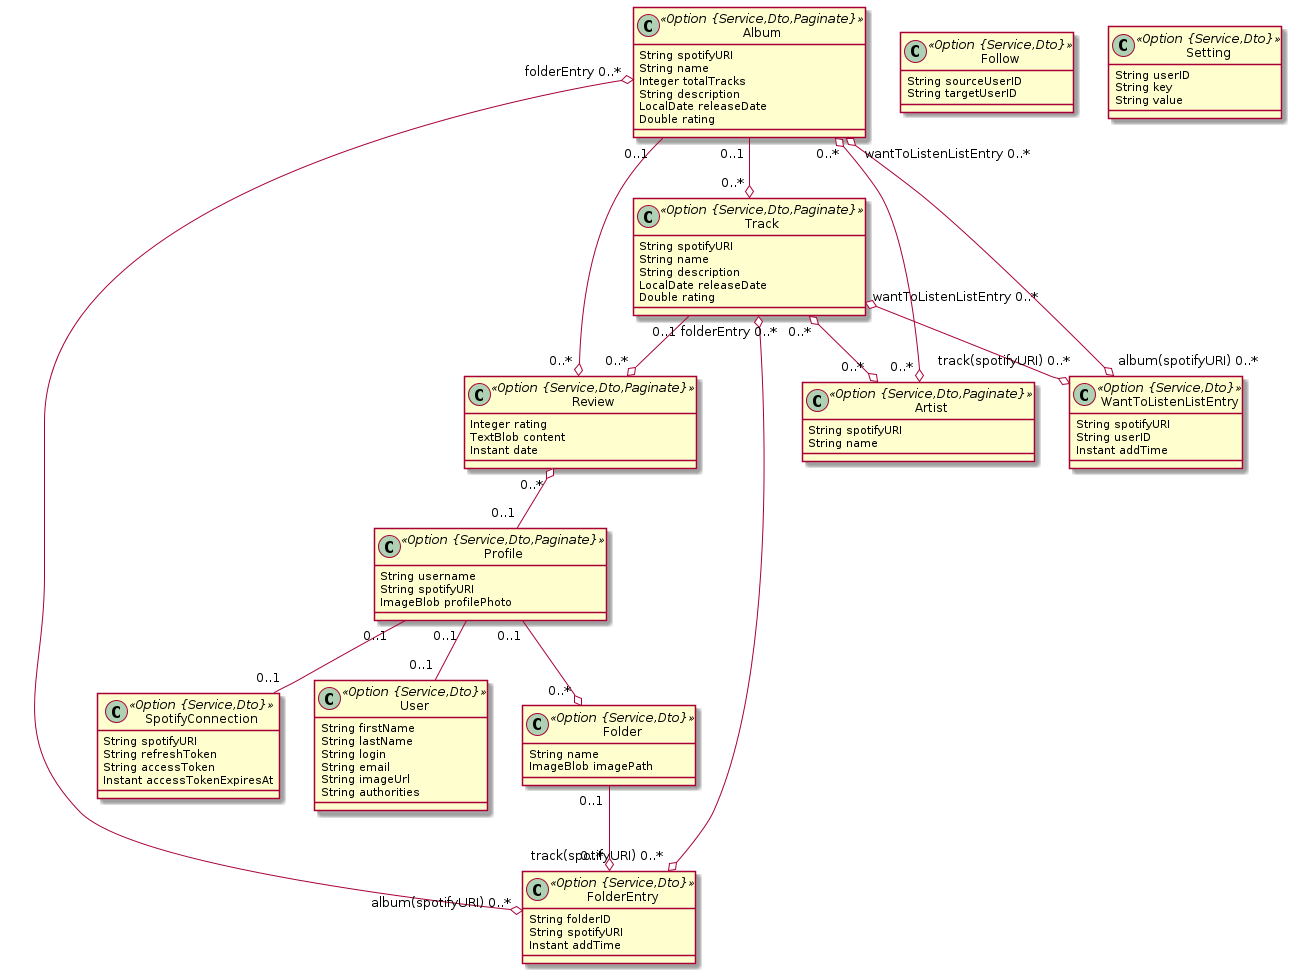 C «Option {Service,Dto,Paginate}»
Album
String spotifyURI
String name
Integer totalTracks
String description
LocalDate releaseDate
Double rating
C «Option {Service,Dto}»
Follow
String sourceUserID
String targetUserID
C «Option {Service,Dto}»
Setting
String userID
String key
String value
folderEntry 0..*
0..1
0..1
0..*
wantToListenListEntry 0..*
0..*
C «Option {Service,Dto,Paginate}»
Track
String spotifyURI
String name
String description
LocalDate releaseDate
Double rating
wantToListenListEntry 0..*
0..1
folderEntry 0..*
0..*
0..*
0..*
0..*
0..*
track(spotifyURI) 0..*
album(spotifyURI) 0..*
C «Option {Service,Dto,Paginate}»
Review
Integer rating
TextBlob content
Instant date
C «Option {Service,Dto,Paginate}»
Artist
String spotifyURI
String name
C «Option {Service,Dto}»
WantToListenListEntry
String spotifyURI
String userID
Instant addTime
0..*
0..1
C «Option {Service,Dto,Paginate}»
Profile
String username
String spotifyURI
ImageBlob profilePhoto
0..1
0..1
0..1
0..1
0..1
0..*
C «Option {Service,Dto}»
SpotifyConnection
String spotifyURI
String refreshToken
String accessToken
Instant accessTokenExpiresAt
C «Option {Service,Dto}»
User
String firstName
String lastName
String login
String email
String imageUrl
String authorities
C «Option {Service,Dto}»
Folder
String name
ImageBlob imagePath
0..1
track(spotifyURI) 0..*
0..*
album(spotifyURI) 0..*
C «Option {Service,Dto}»
FolderEntry
String folderID
String spotifyURI
Instant addTime